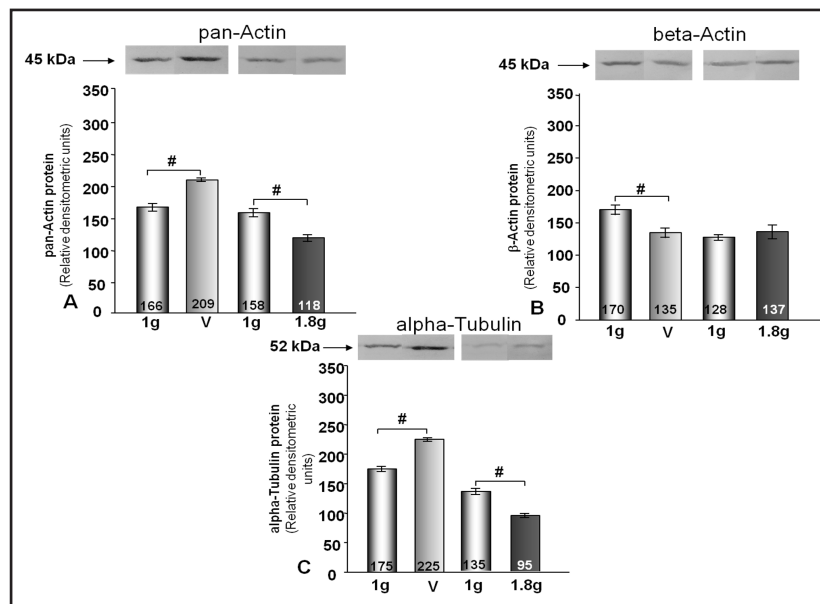 pan-Actin
45 kDa
350
300
250
200
150
100
50
0
pan-Actin protein
(Relative densitometric units)
#
#
A
166 209 158 118
1g V 1g 1.8g
beta-Actin
45 kDa
350
300
250
200
150
100
50
0
β-Actin protein
(Relative densitometric units)
#
B
170 135 128 137
1g V 1g 1.8g
alpha-Tubulin
52 kDa
350
300
250
200
150
100
50
0
alpha-Tubulin protein
(Relative densitometric
units)
#
#
C
175 225 135 95
1g V 1g 1.8g